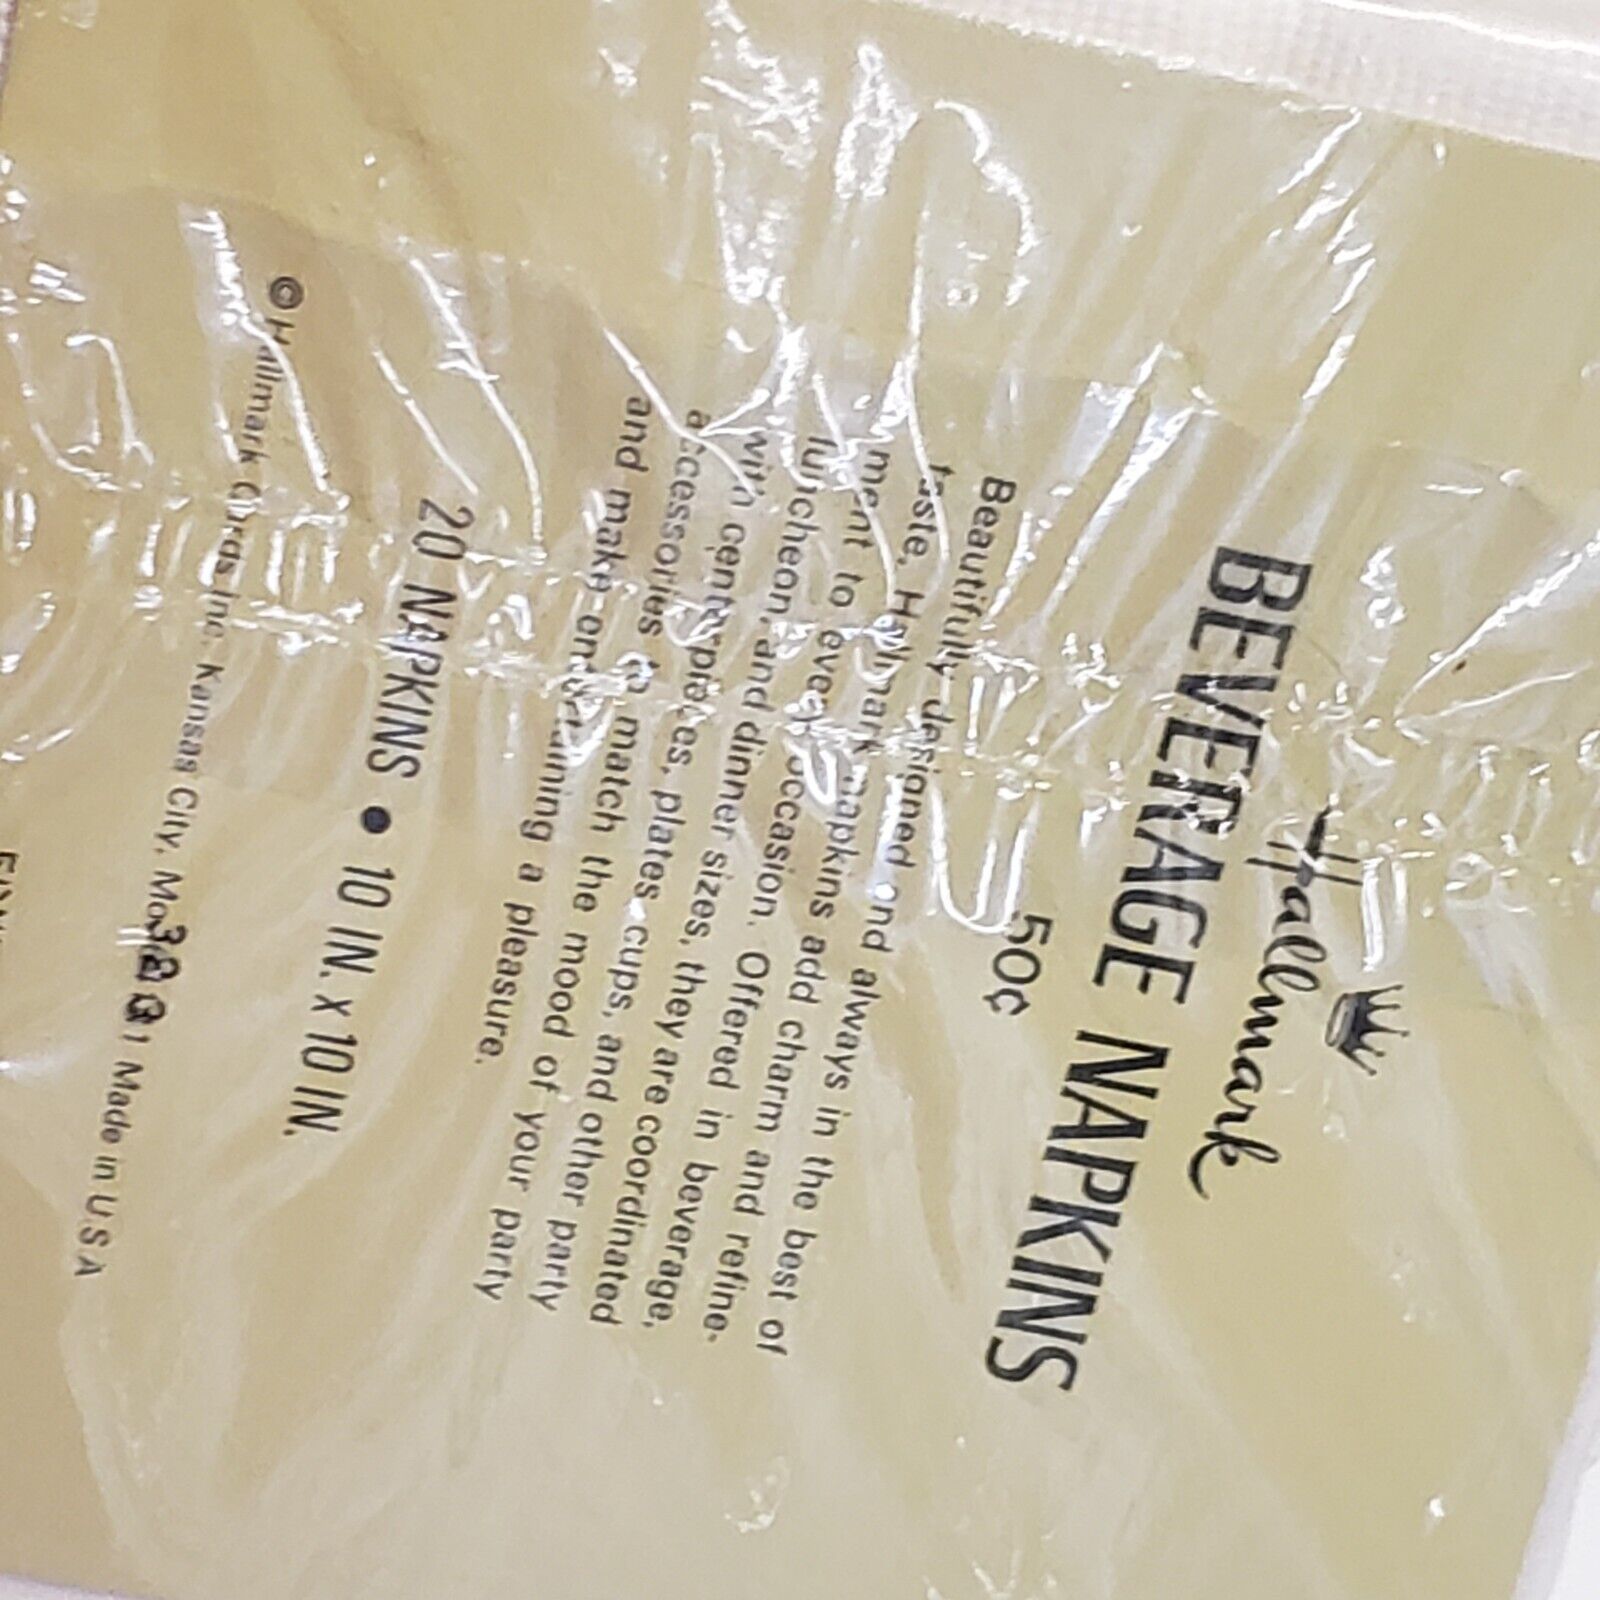 Hallmark
BEVERAGE NAPKINS
50¢
Beautifully designed and always in the best of
taste, Hallmark napkins add charm and refine-
ment to every occasion. Offered in beverage,
luncheon, and dinner sizes, they are coordinated
with centerpieces, plates, cups, and other party
accessories to match the mood of your party
and make entertaining a pleasure.
20 NAPKINS • 10 IN. x 10 IN.
© Hallmark Cards Inc. Kansas City, Mo. Made in U.S.A